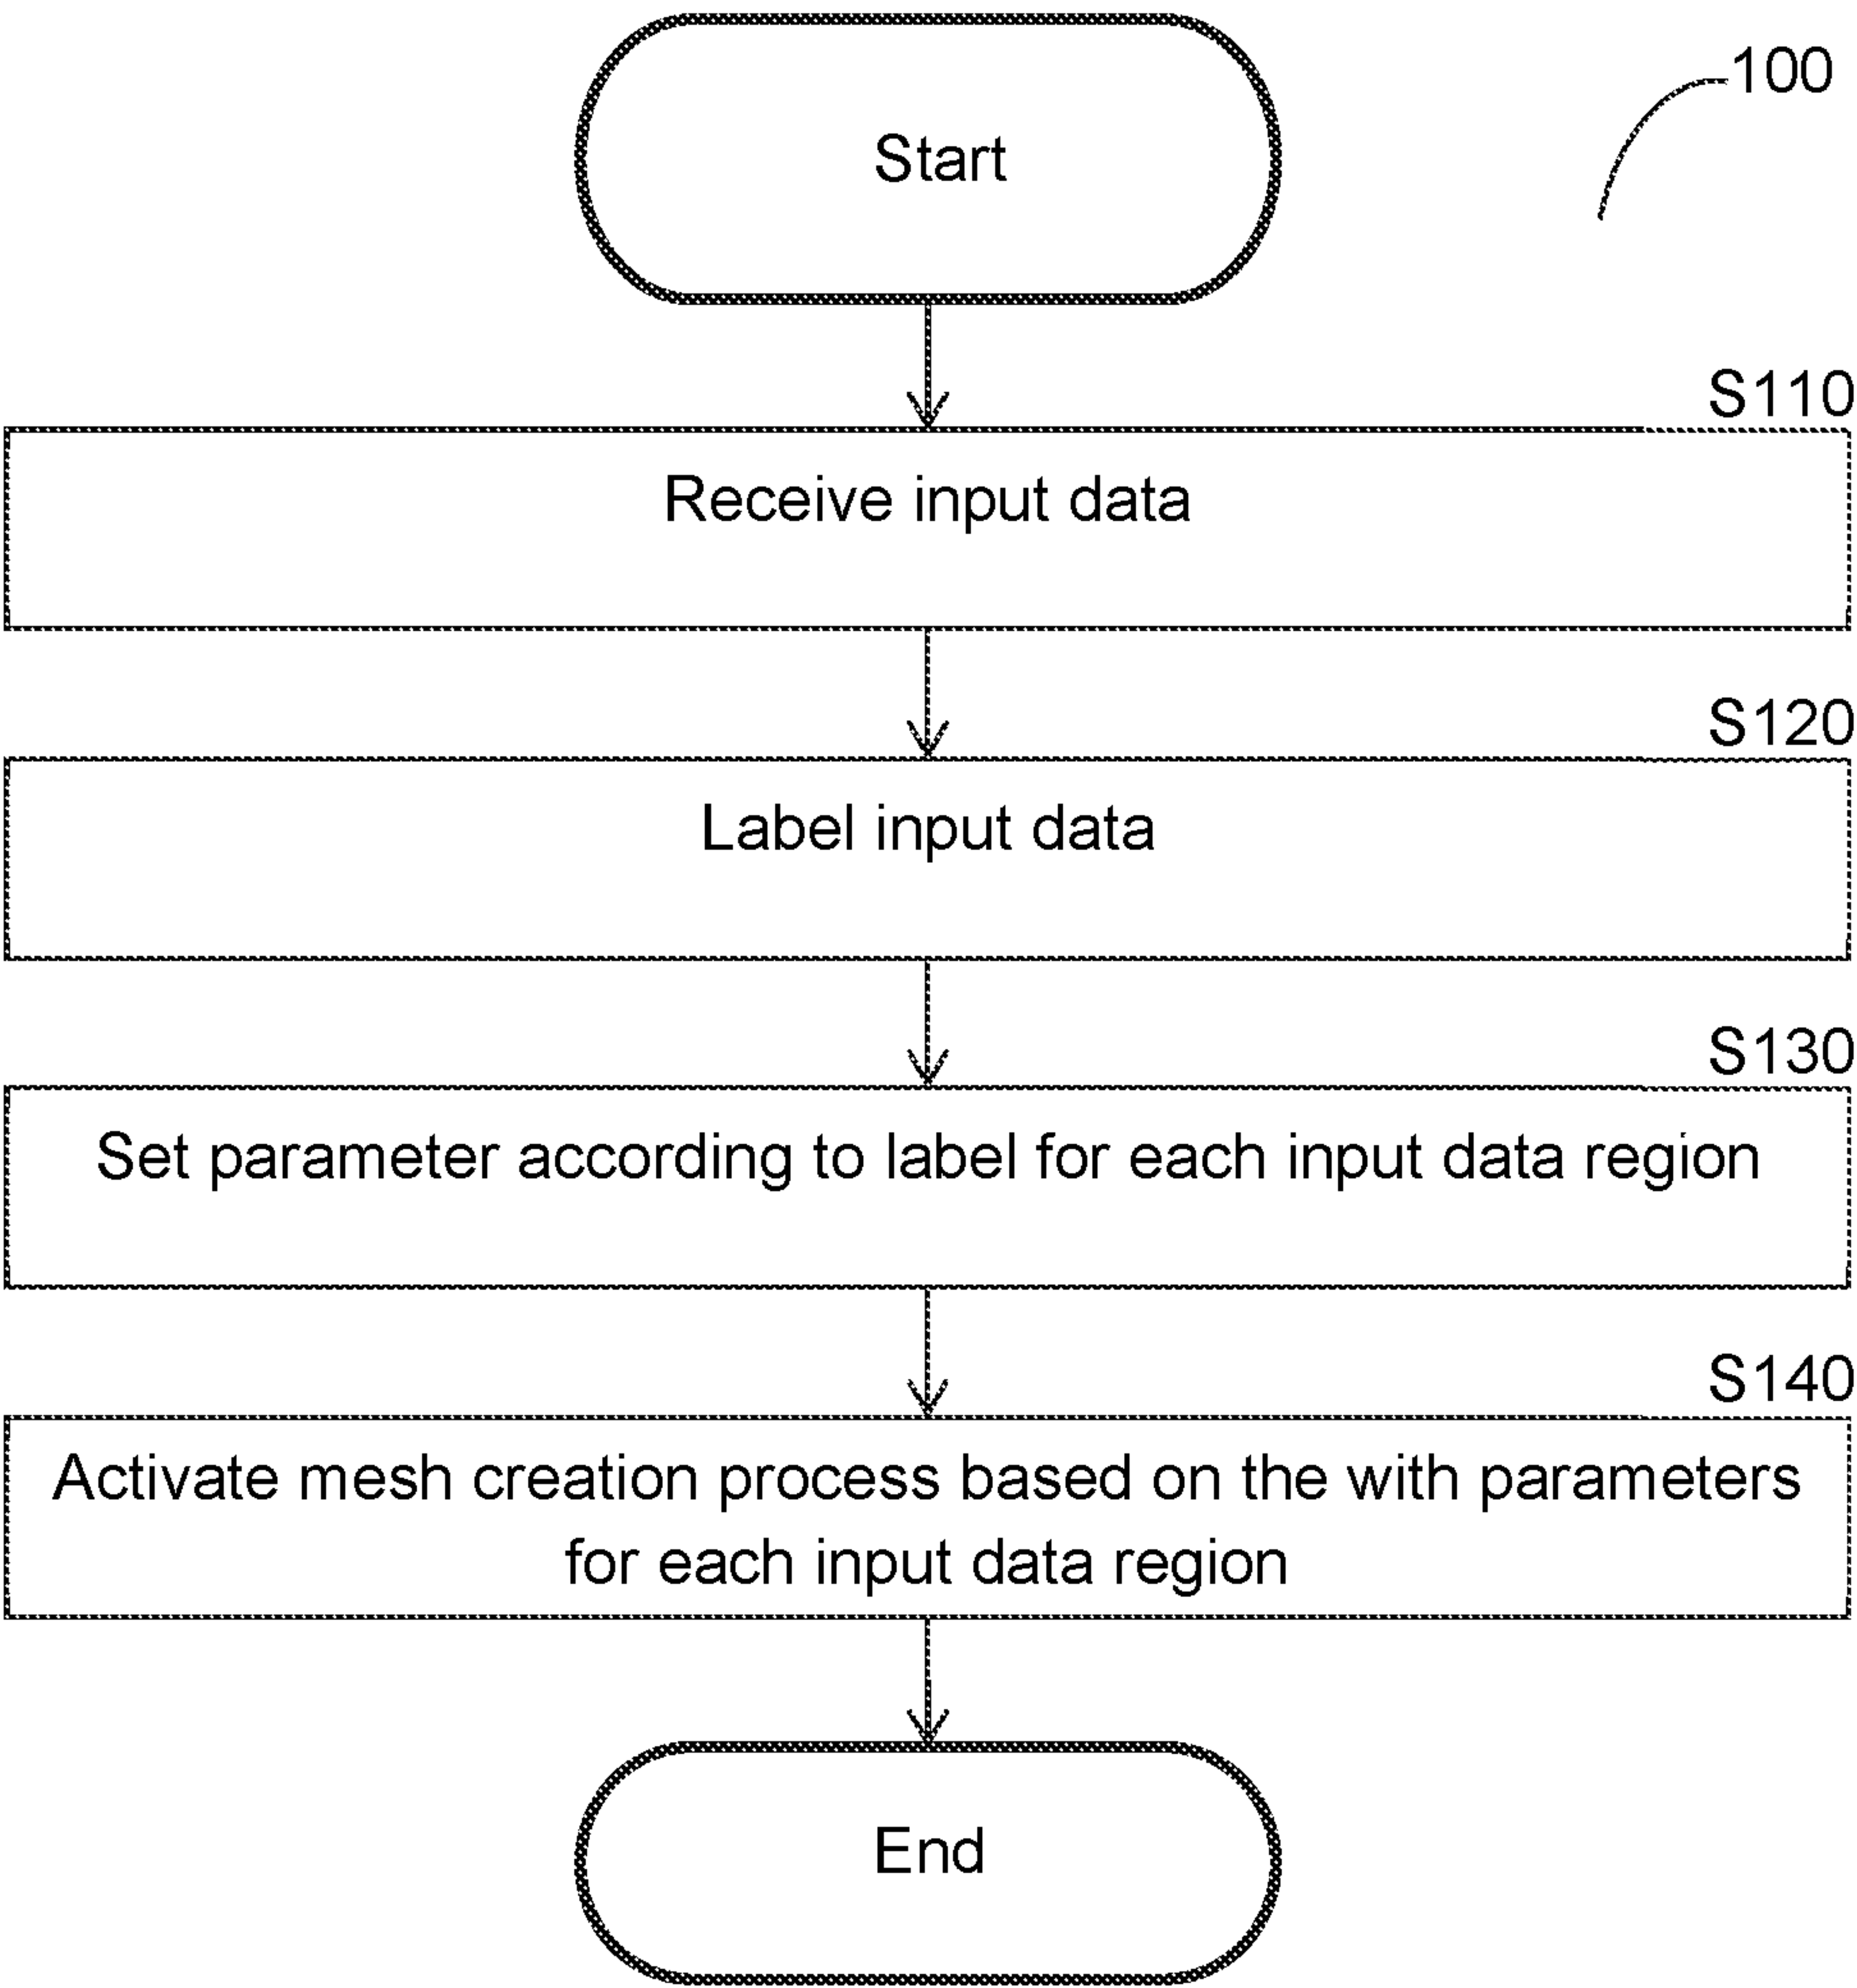 Start
100
S110
Receive input data
S120
Label input data
S130
Set parameter according to label for each input data region
S140
Activate mesh creation process based on the with parameters
for each input data region
End